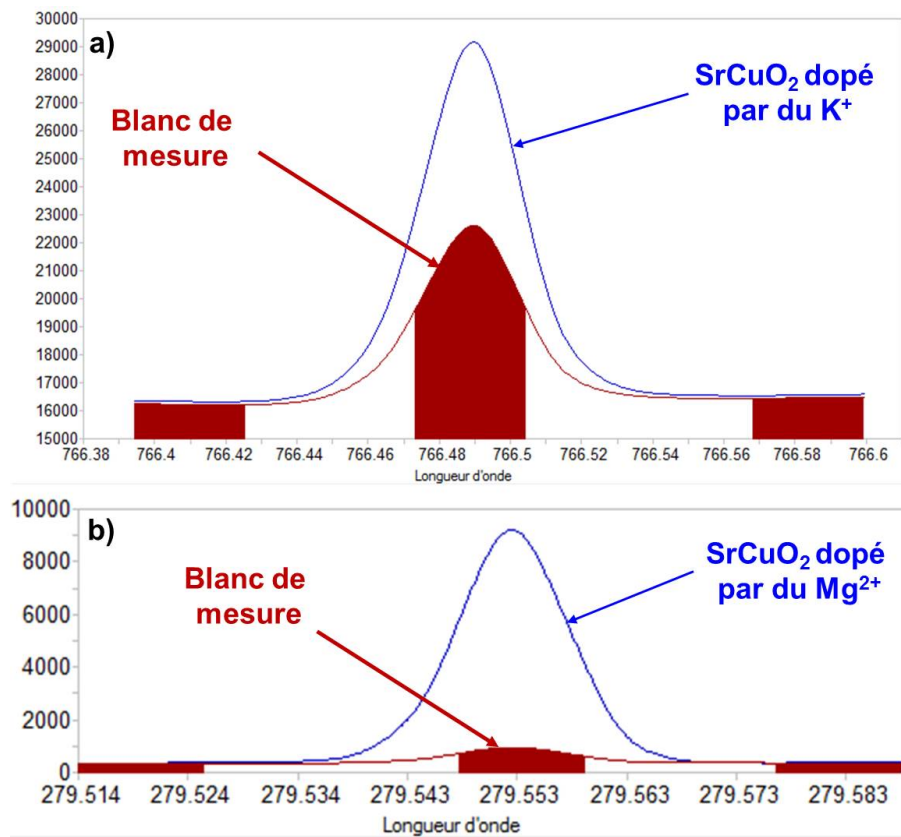 30000
a)
29000
28000
27000
26000
25000
24000
23000
22000
21000
20000
19000
18000
17000
16000
15000
SrCuO₂ dopé
par du K⁺
Blanc de
mesure
766.38 766.4 766.42 766.44 766.46 766.48 766.5 766.52 766.54 766.56 766.58 766.6
Longueur d'onde
10000
b)
8000
6000
4000
2000
0
SrCuO₂ dopé
par du Mg²⁺
Blanc de
mesure
279.514 279.524 279.534 279.543 279.553 279.563 279.573 279.583
Longueur d'onde